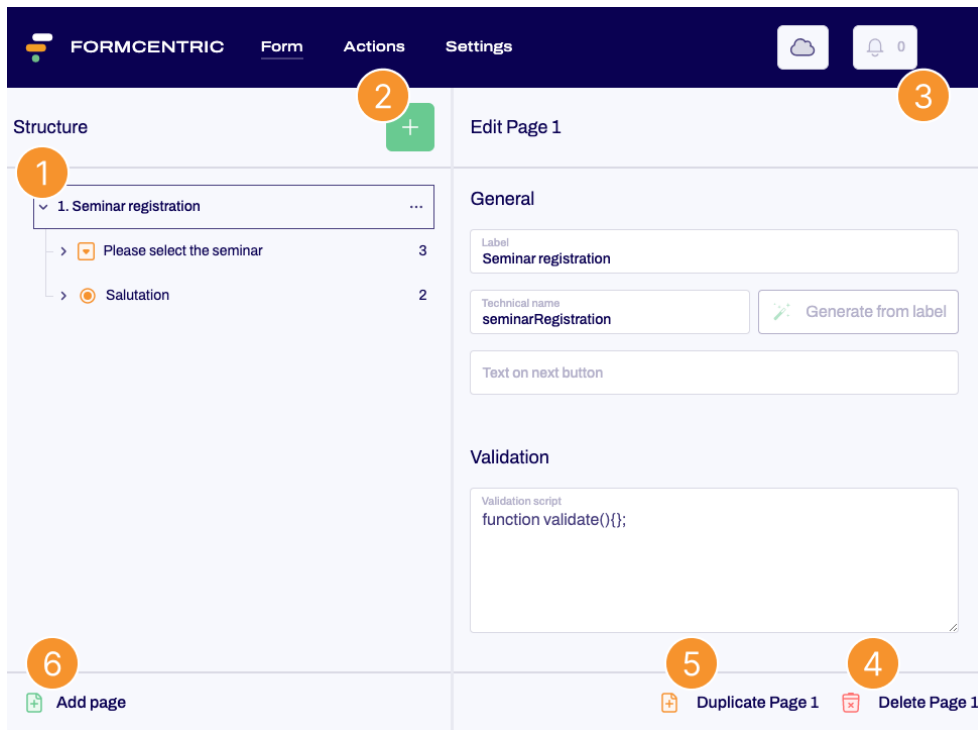 FORMCENTRIC Form Actions Settings 0
2
3
Structure
+
Edit Page 1
1
1. Seminar registration ...
Please select the seminar 3
Salutation 2
General
Label
Seminar registration
Technical name
seminarRegistration
Generate from label
Text on next button
Validation
Validation script
function validate(){};
6
5
4
Add page
Duplicate Page 1
Delete Page 1